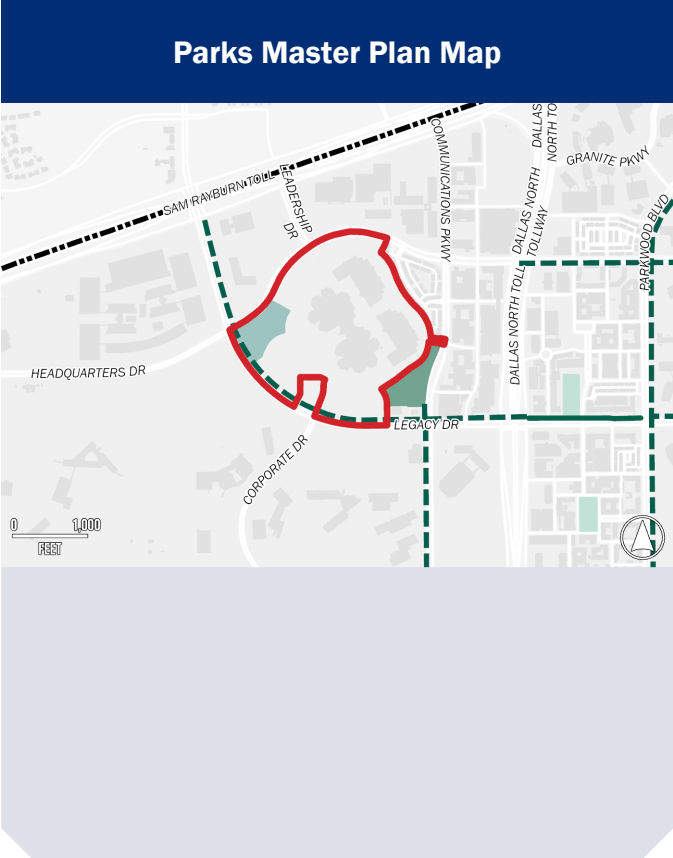 Parks Master Plan Map
DALLAS
NORTH TO
COMMUNICATIONS PKWY
GRANITE PKWY
SAM RAYBURN TOLL
LEADERSHIP
DR
DALLAS NORTH
TOLLWAY
PARKWOOD BLVD
DALLAS NORTH TOLL
HEADQUARTERS DR
LEGACY DR
CORPORATE DR
0 1,000
FEET